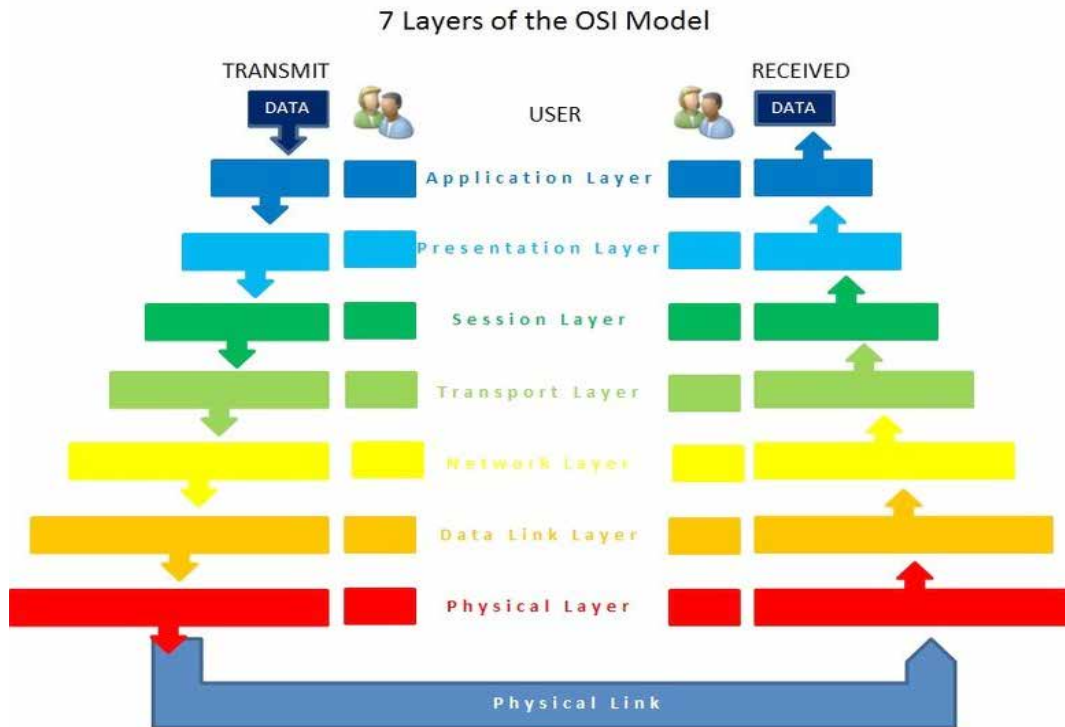 7 Layers of the OSI Model
TRANSMIT
RECEIVED
DATA
USER
DATA
Application Layer
Presentation Layer
Session Layer
Transport Layer
Network Layer
Data Link Layer
Physical Layer
Physical Link